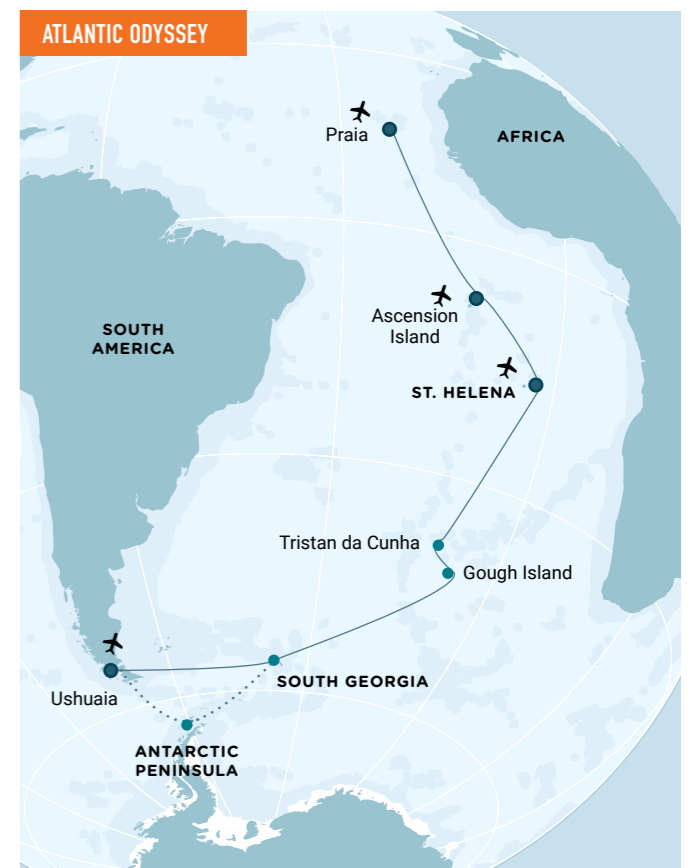 ATLANTIC ODYSSEY
Praia
AFRICA
Ascension
Island
SOUTH
AMERICA
ST. HELENA
Tristan da Cunha
Gough Island
SOUTH GEORGIA
Ushuaia
ANTARCTIC
PENINSULA